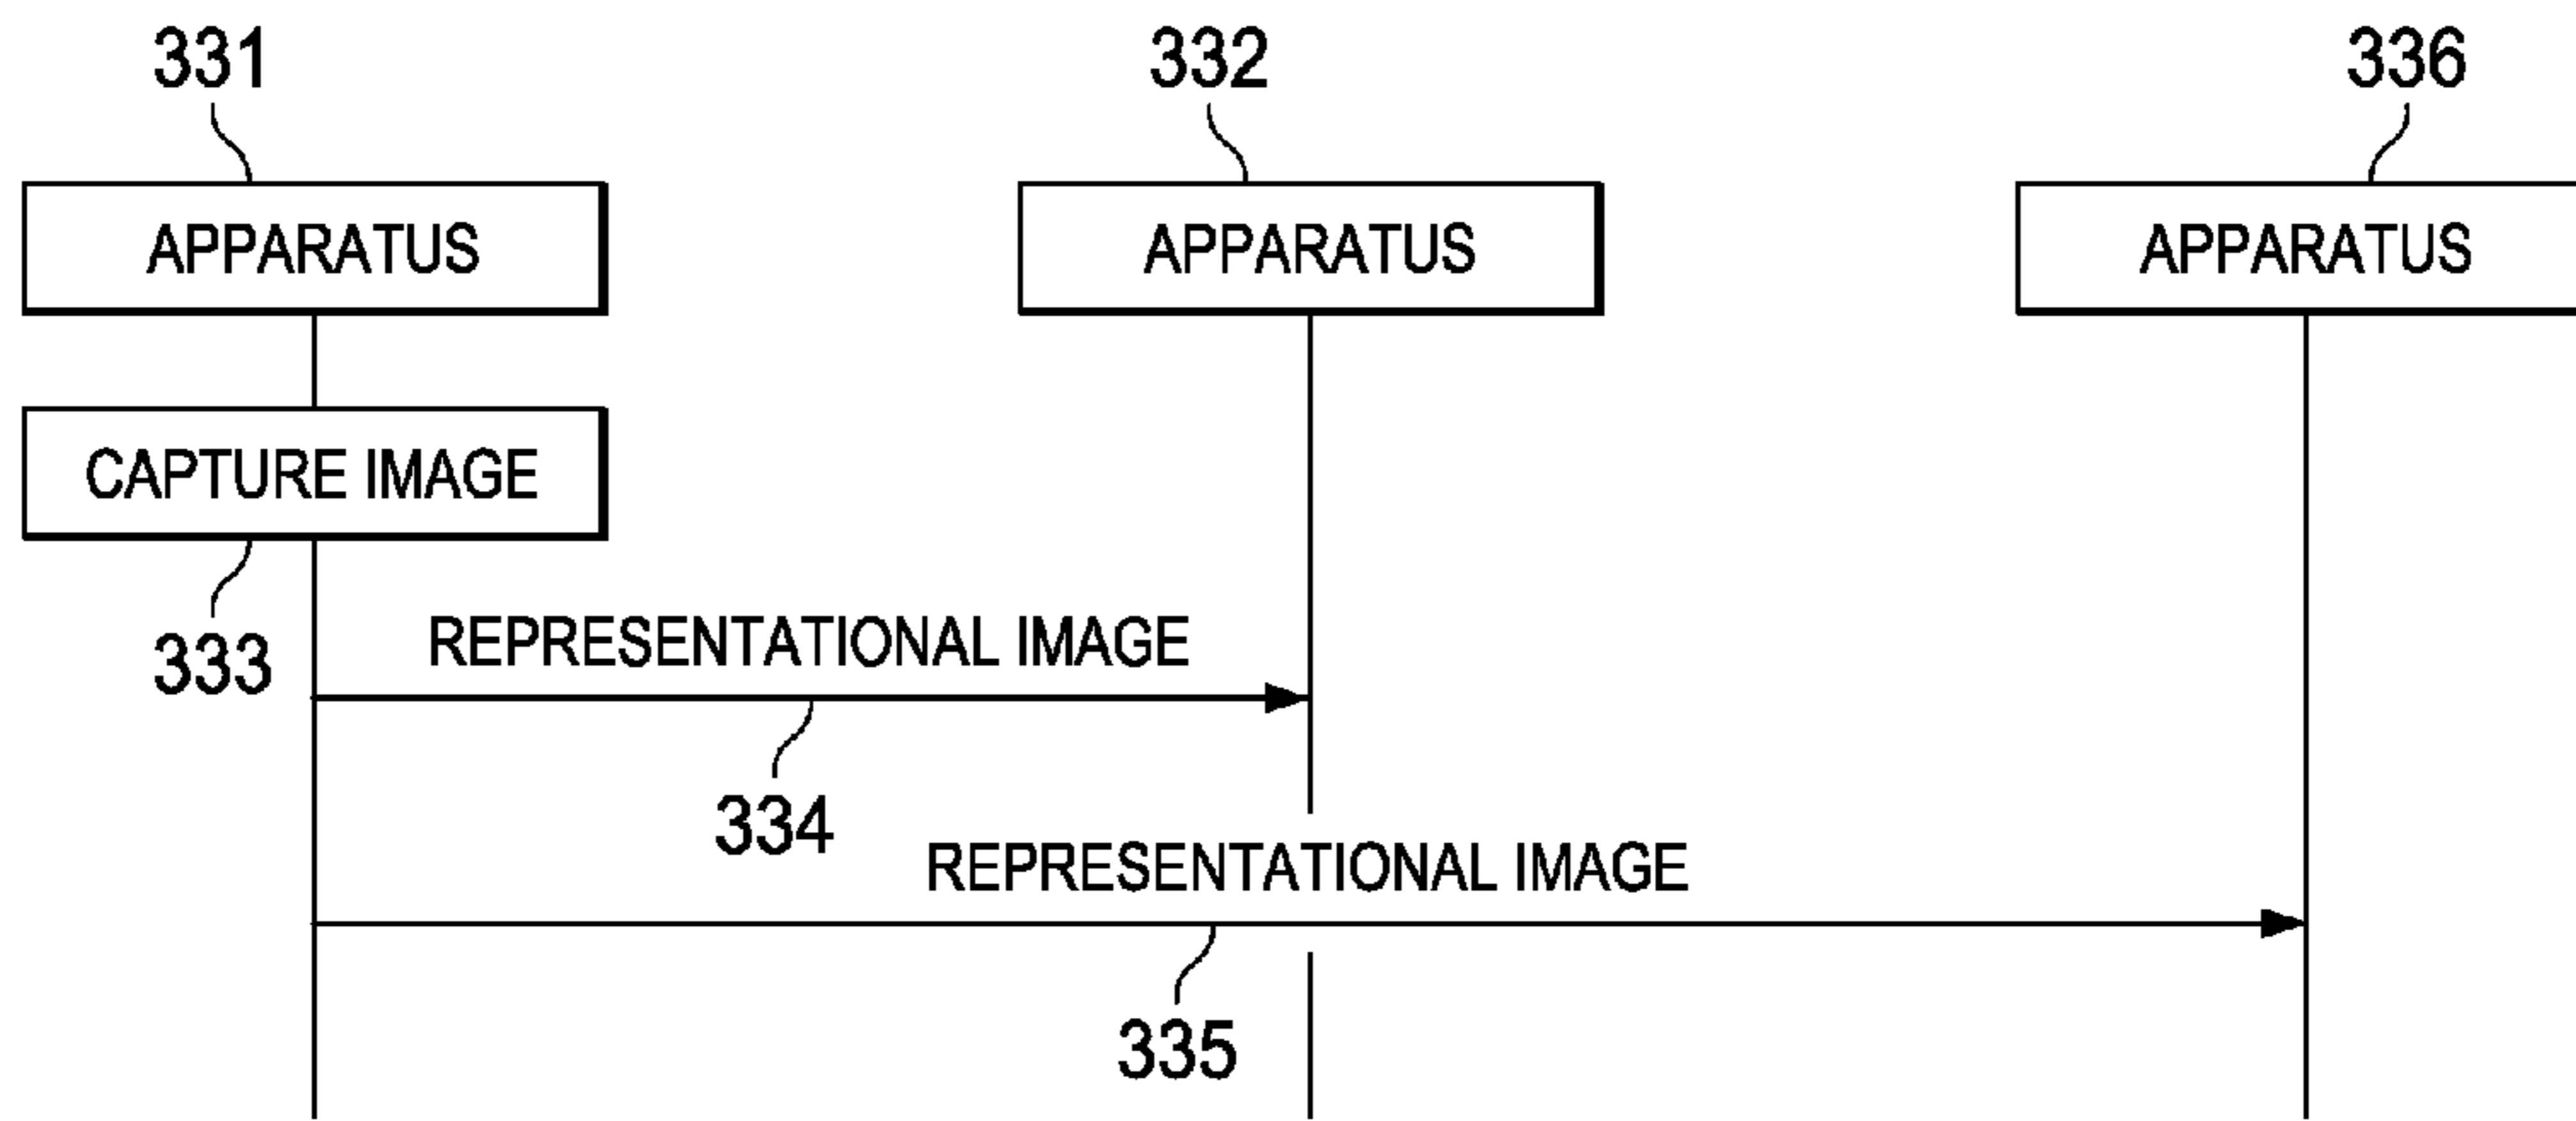 331
332
336
APPARATUS
APPARATUS
APPARATUS
CAPTURE IMAGE
333
REPRESENTATIONAL IMAGE
334
REPRESENTATIONAL IMAGE
335